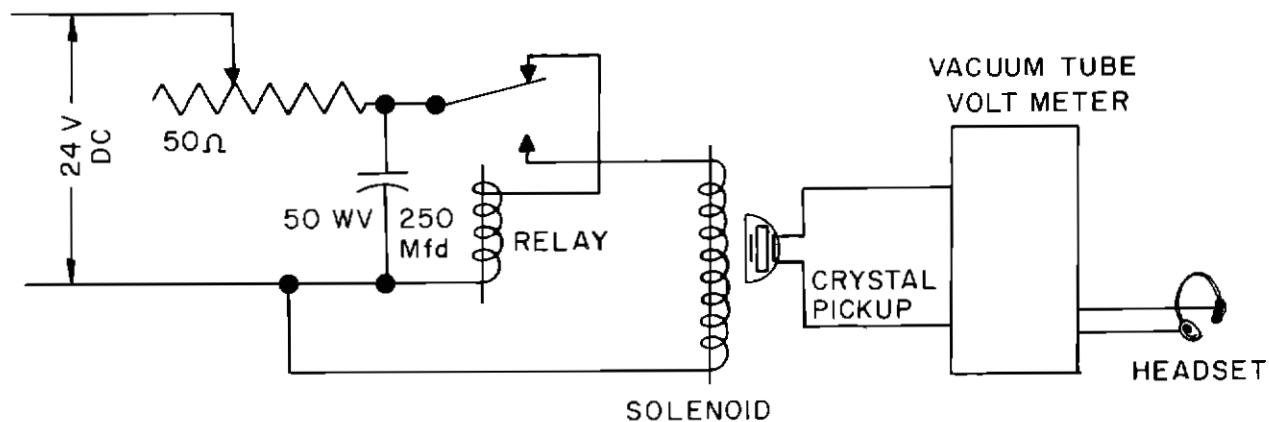 24 V
DC
50Ω
50 WV
250
Mfd
RELAY
SOLENOID
CRYSTAL
PICKUP
VACUUM TUBE
VOLT METER
HEADSET